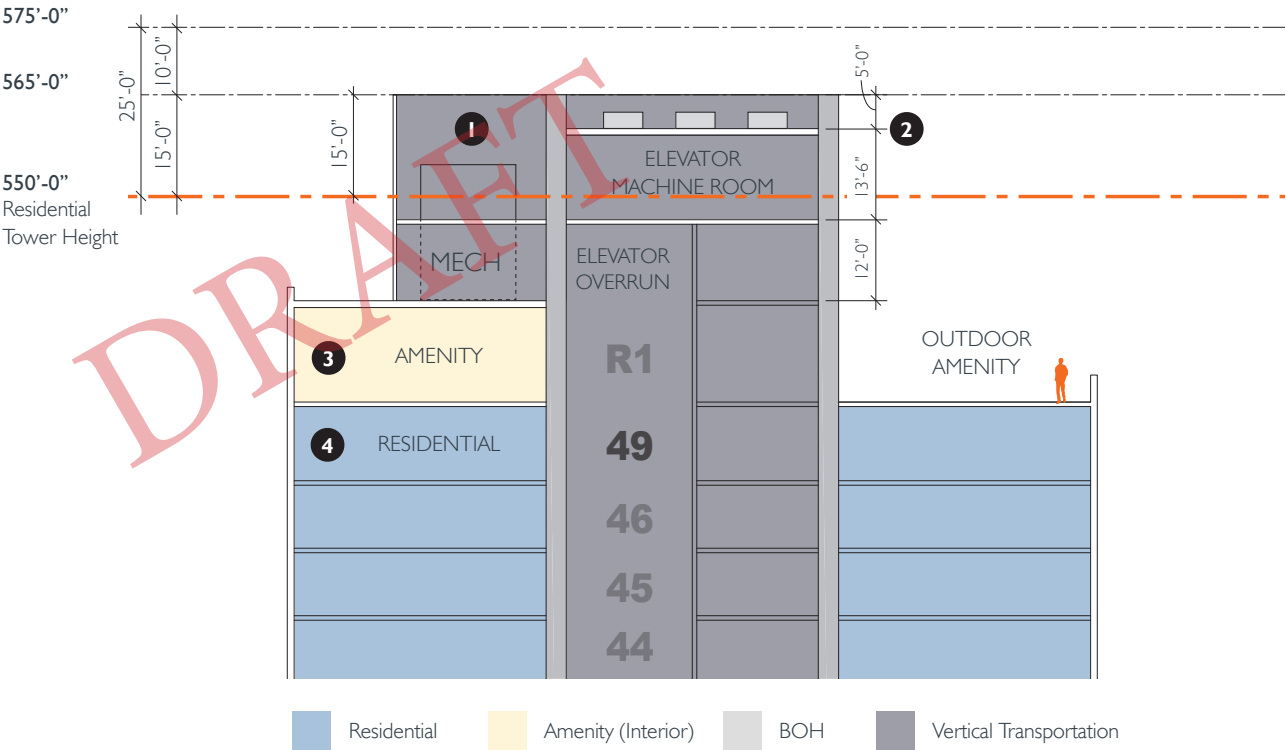 575'-0"
10'-0"
5'-0"
565'-0"
25'-0"
15'-0"
15'-0"
1
2
ELEVATOR
MACHINE ROOM
13'-6"
550'-0"
Residential
Tower Height
MECH
ELEVATOR
OVERRUN
12'-0"
DRAFT
3
AMENITY
R1
OUTDOOR
AMENITY
4
RESIDENTIAL
49
46
45
44
Residential
Amenity (Interior)
BOH
Vertical Transportation